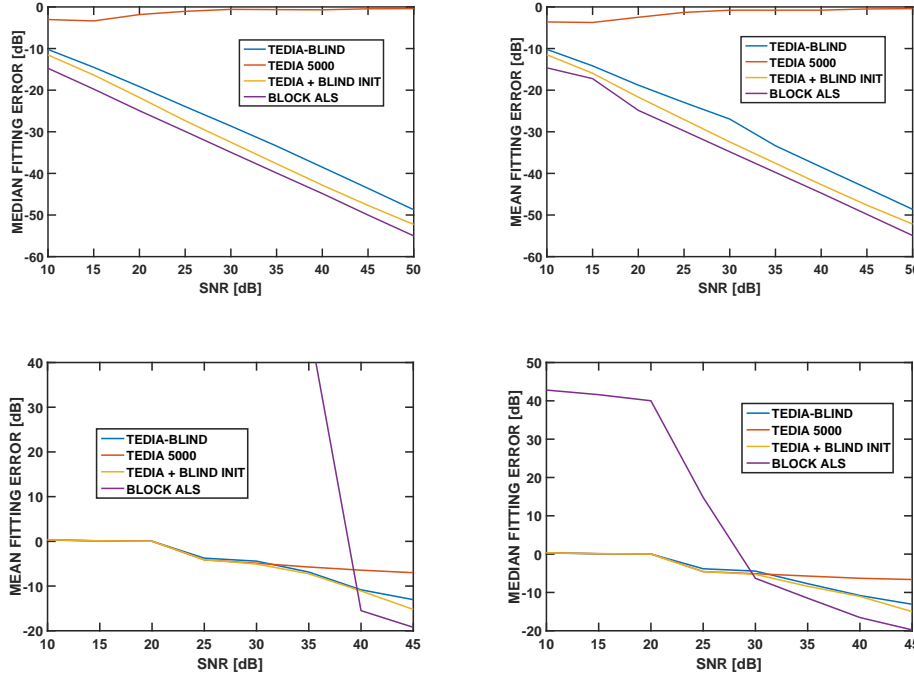 0
-10
-20
-30
-40
-50
-60
MEDIAN FITTING ERROR [dB]
TEDIA-BLIND
TEDIA 5000
TEDIA + BLIND INIT
BLOCK ALS
10 15 20 25 30 35 40 45 50
SNR [dB]
0
-10
-20
-30
-40
-50
-60
MEAN FITTING ERROR [dB]
TEDIA-BLIND
TEDIA 5000
TEDIA + BLIND INIT
BLOCK ALS
10 15 20 25 30 35 40 45 50
SNR [dB]
40
30
20
10
0
-10
-20
MEAN FITTING ERROR [dB]
TEDIA-BLIND
TEDIA 5000
TEDIA + BLIND INIT
BLOCK ALS
10 15 20 25 30 35 40 45
SNR [dB]
50
40
30
20
10
0
-10
-20
MEDIAN FITTING ERROR [dB]
TEDIA-BLIND
TEDIA 5000
TEDIA + BLIND INIT
BLOCK ALS
10 15 20 25 30 35 40 45
SNR [dB]